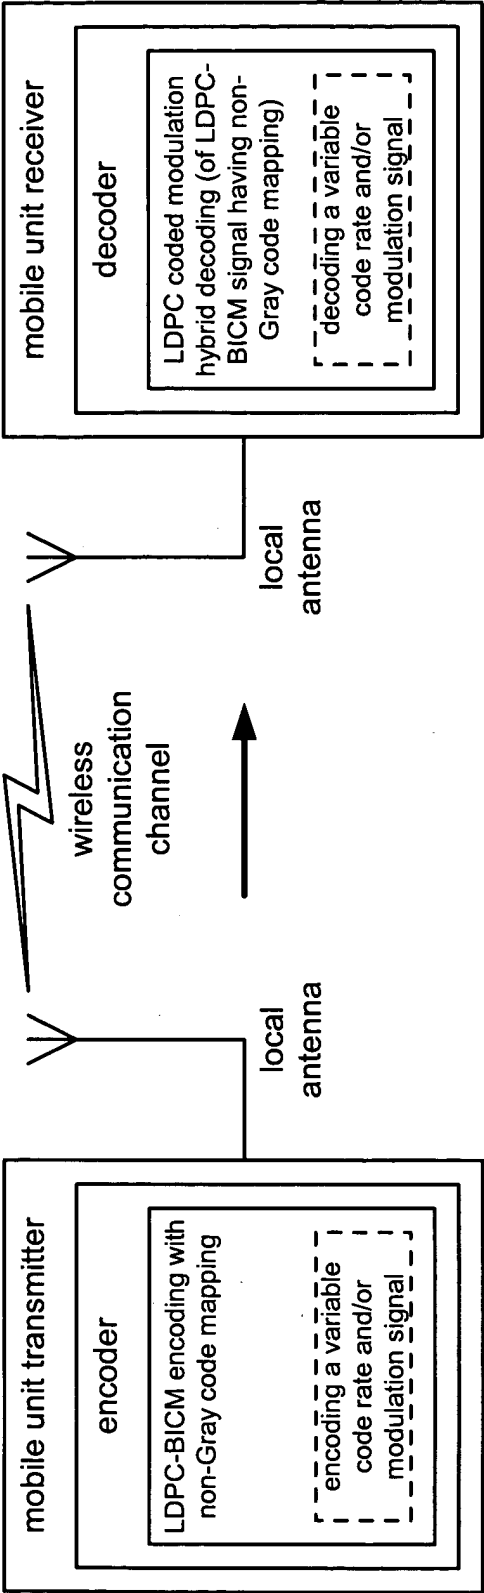 mobile unit transmitter
encoder
LDPC-BICM encoding with
non-Gray code mapping
encoding a variable
code rate and/or
modulation signal
local
antenna
wireless
communication
channel
local
antenna
mobile unit receiver
decoder
LDPC coded modulation
hybrid decoding (of LDPC-
BICM signal having non-
Gray code mapping)
decoding a variable
code rate and/or
modulation signal